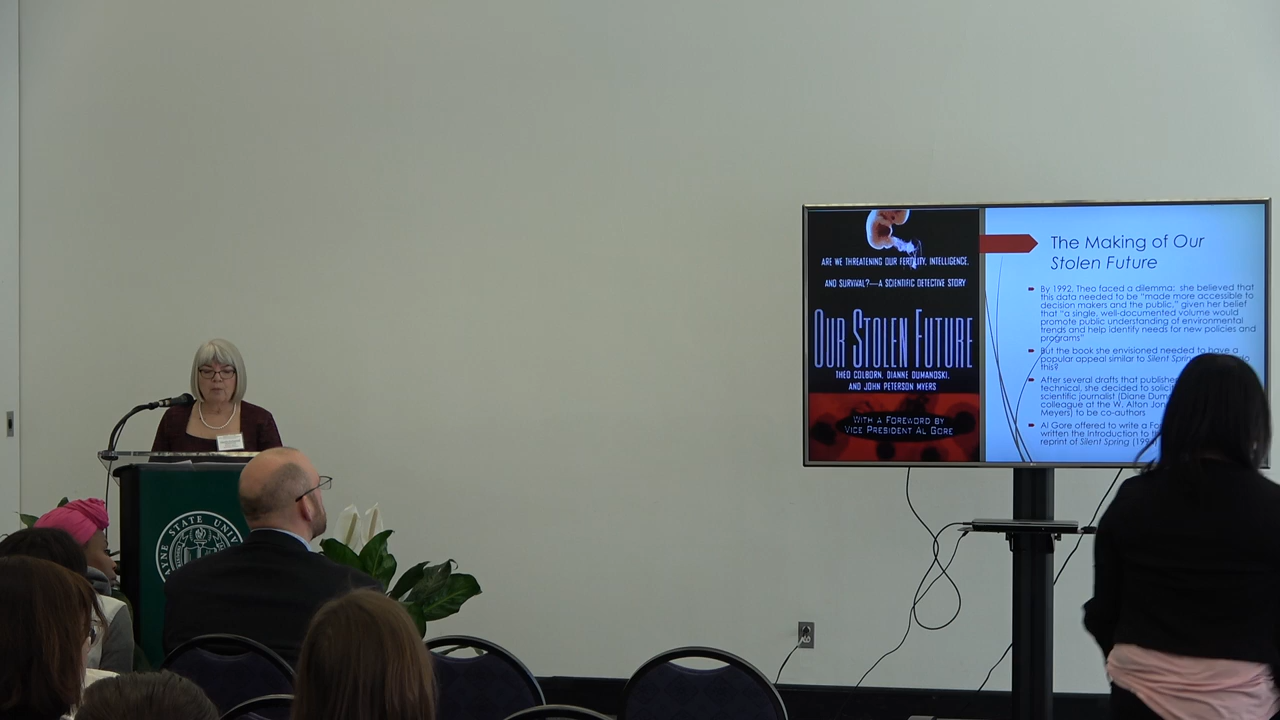 ARE WE THREATENING OUR FERTILITY, INTELLIGENCE,
AND SURVIVAL?—A SCIENTIFIC DETECTIVE STORY
OUR STOLEN FUTURE
THEO COLBORN, DIANNE DUMANOSKI,
AND JOHN PETERSON MYERS
WITH A FOREWORD BY
VICE PRESIDENT AL GORE
The Making of Our
Stolen Future
By 1992, Theo faced a dilemma: she believed that
this data needed to be "made more accessible to
decision makers and the public," given her belief
that "a single, well-documented volume would
promote public understanding of environmental
trends and help identify needs for new policies and
programs"
But the book she envisioned needed to have a
popular appeal similar to Silent Spring
this?
After several drafts that
technical, she decided to
scientific journalist (Diane
colleague at the W. Alton
Meyers) to be co-authors
Al Gore offered to write a
written the introduction to
reprint of Silent Spring
STATE